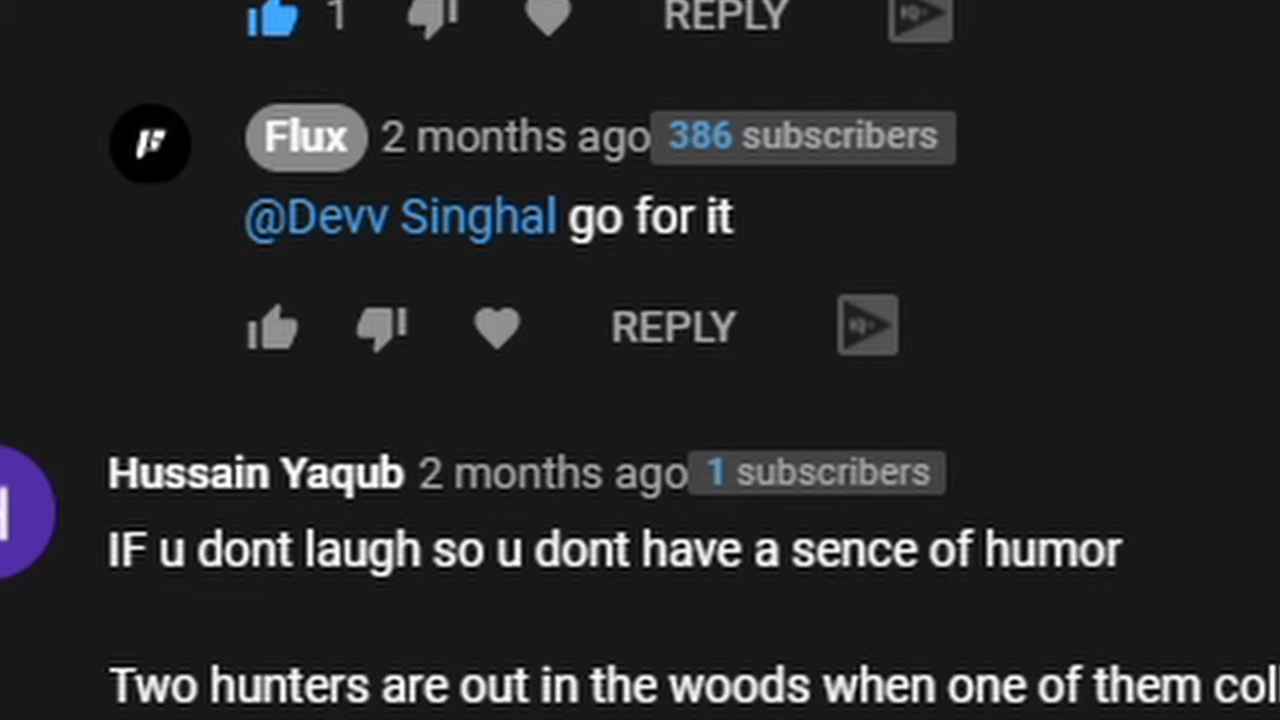 1 REPLY
Flux 2 months ago 386 subscribers
@Devv Singhal go for it
REPLY
Hussain Yaqub 2 months ago 1 subscribers
IF u dont laugh so u dont have a sence of humor
Two hunters are out in the woods when one of them